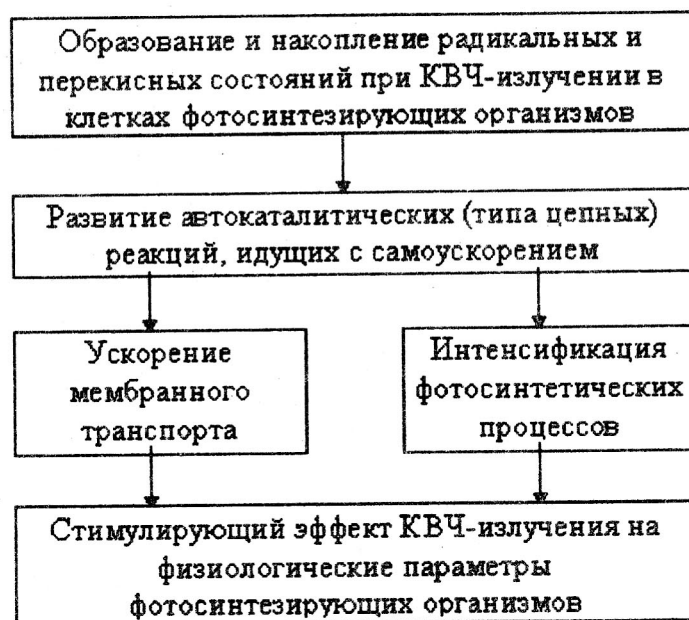 Образование и накопление радикальных и
перекисных состояний при КВЧ-излучении в
клетках фотосинтезирующих организмов
Развитие автокаталитических (типа цепных)
реакций, идущих с самоускорением
Ускорение
мембранного
транспорта
Интенсификация
фотосинтетических
процессов
Стимулирующий эффект КВЧ-излучения на
физиологические параметры
фотосинтезирующих организмов